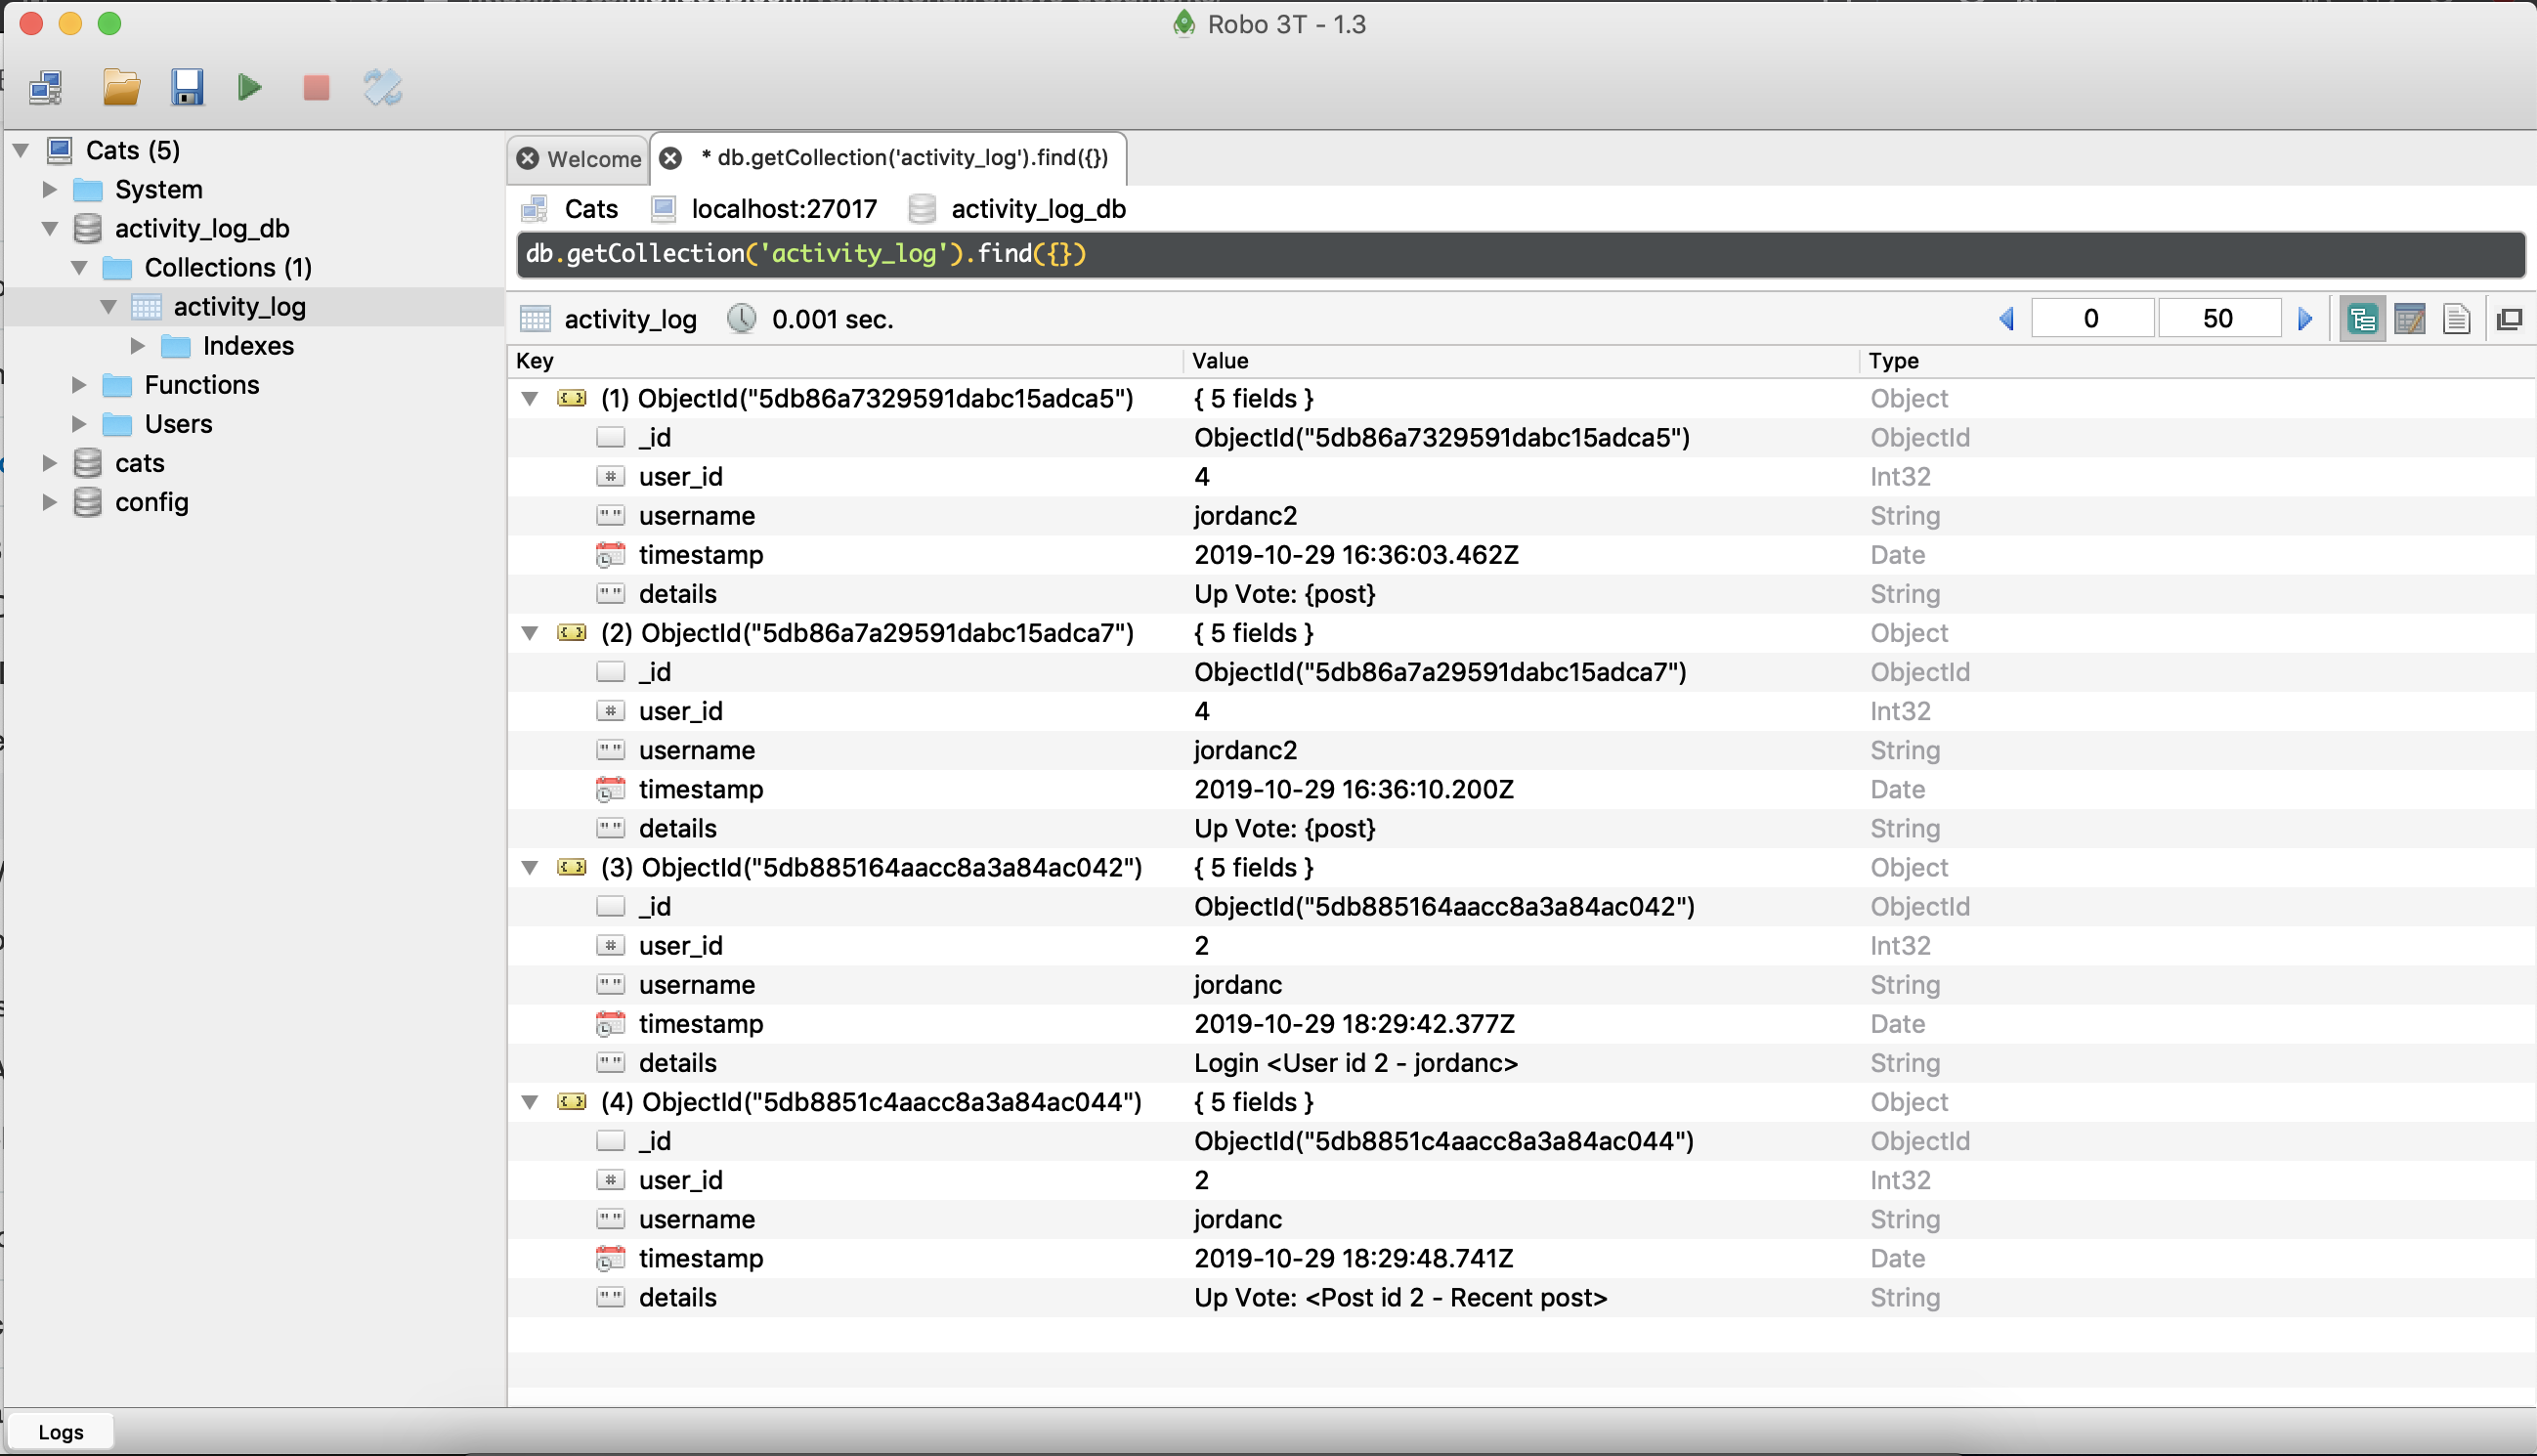 Robo 3T - 1.3
Cats (5)
System
activity_log_db
Collections (1)
activity_log
Indexes
Functions
Users
cats
config
Welcome
* db.getCollection('activity_log').find({})
Cats localhost:27017 activity_log_db
db.getCollection('activity_log').find({})
activity_log 0.001 sec. 0 50
Key Value Type
(1) ObjectId("5db86a7329591dabc15adca5") { 5 fields } Object
_id ObjectId("5db86a7329591dabc15adca5") ObjectId
# user_id 4 Int32
"" username jordanc2 String
timestamp 2019-10-29 16:36:03.462Z Date
"" details Up Vote: {post} String
(2) ObjectId("5db86a7a29591dabc15adca7") { 5 fields } Object
_id ObjectId("5db86a7a29591dabc15adca7") ObjectId
# user_id 4 Int32
"" username jordanc2 String
timestamp 2019-10-29 16:36:10.200Z Date
"" details Up Vote: {post} String
(3) ObjectId("5db885164aacc8a3a84ac042") { 5 fields } Object
_id ObjectId("5db885164aacc8a3a84ac042") ObjectId
# user_id 2 Int32
"" username jordanc String
timestamp 2019-10-29 18:29:42.377Z Date
"" details Login <User id 2 - jordanc> String
(4) ObjectId("5db8851c4aacc8a3a84ac044") { 5 fields } Object
_id ObjectId("5db8851c4aacc8a3a84ac044") ObjectId
# user_id 2 Int32
"" username jordanc String
timestamp 2019-10-29 18:29:48.741Z Date
"" details Up Vote: <Post id 2 - Recent post> String
Logs